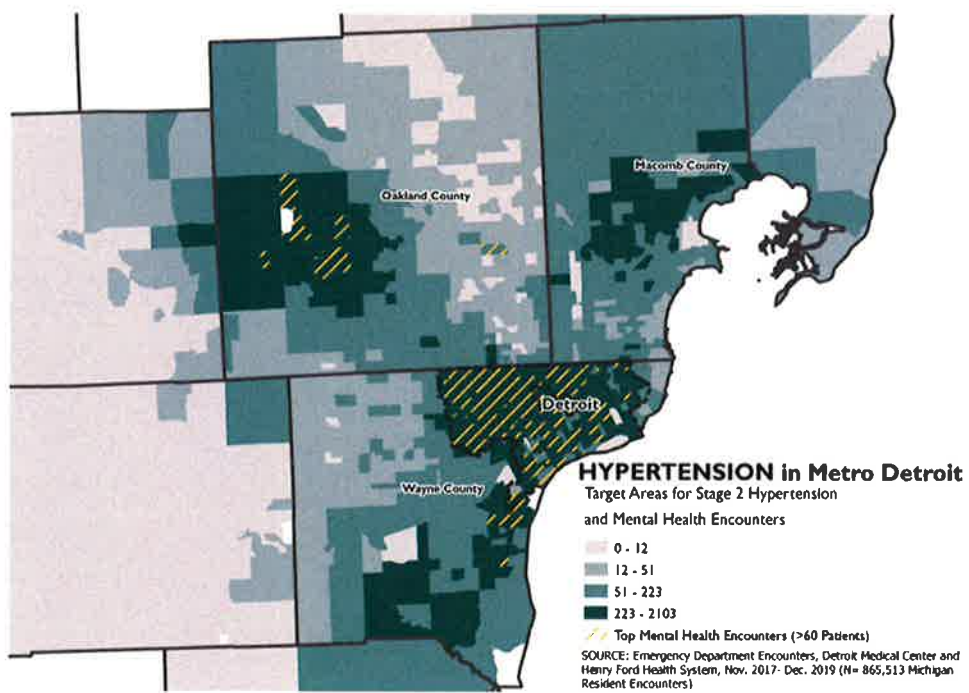 Macomb County
Oakland County
Detroit
Wayne County
HYPERTENSION in Metro Detroit
Target Areas for Stage 2 Hypertension
and Mental Health Encounters
0 - 12
12 - 51
51 - 223
223 - 2103
Top Mental Health Encounters (>60 Patients)
SOURCE: Emergency Department Encounters, Detroit Medical Center and
Henry Ford Health System, Nov. 2017- Dec. 2019 (N= 865,513 Michigan
Resident Encounters)